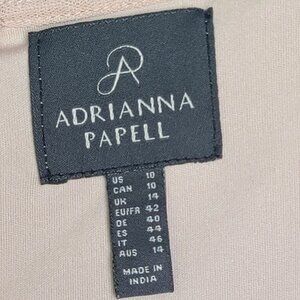 ADRIANNA
PAPELL
US 10
CAN 10
UK 14
EU/FR 42
DE 40
ES 44
IT 46
AUS 14
MADE IN
INDIA